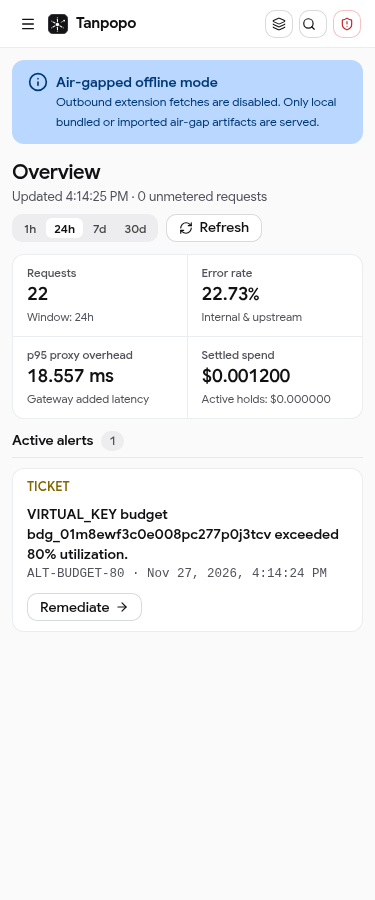 Tanpopo
Air-gapped offline mode
Outbound extension fetches are disabled. Only local
bundled or imported air-gap artifacts are served.
Overview
Updated 4:14:25 PM · 0 unmetered requests
1h 24h 7d 30d Refresh
Requests
22
Window: 24h
Error rate
22.73%
Internal & upstream
p95 proxy overhead
18.557 ms
Gateway added latency
Settled spend
$0.001200
Active holds: $0.000000
Active alerts 1
TICKET
VIRTUAL_KEY budget
bdg_01m8ewf3c0e008pc277p0j3tcv exceeded
80% utilization.
ALT-BUDGET-80 · Nov 27, 2026, 4:14:24 PM
Remediate